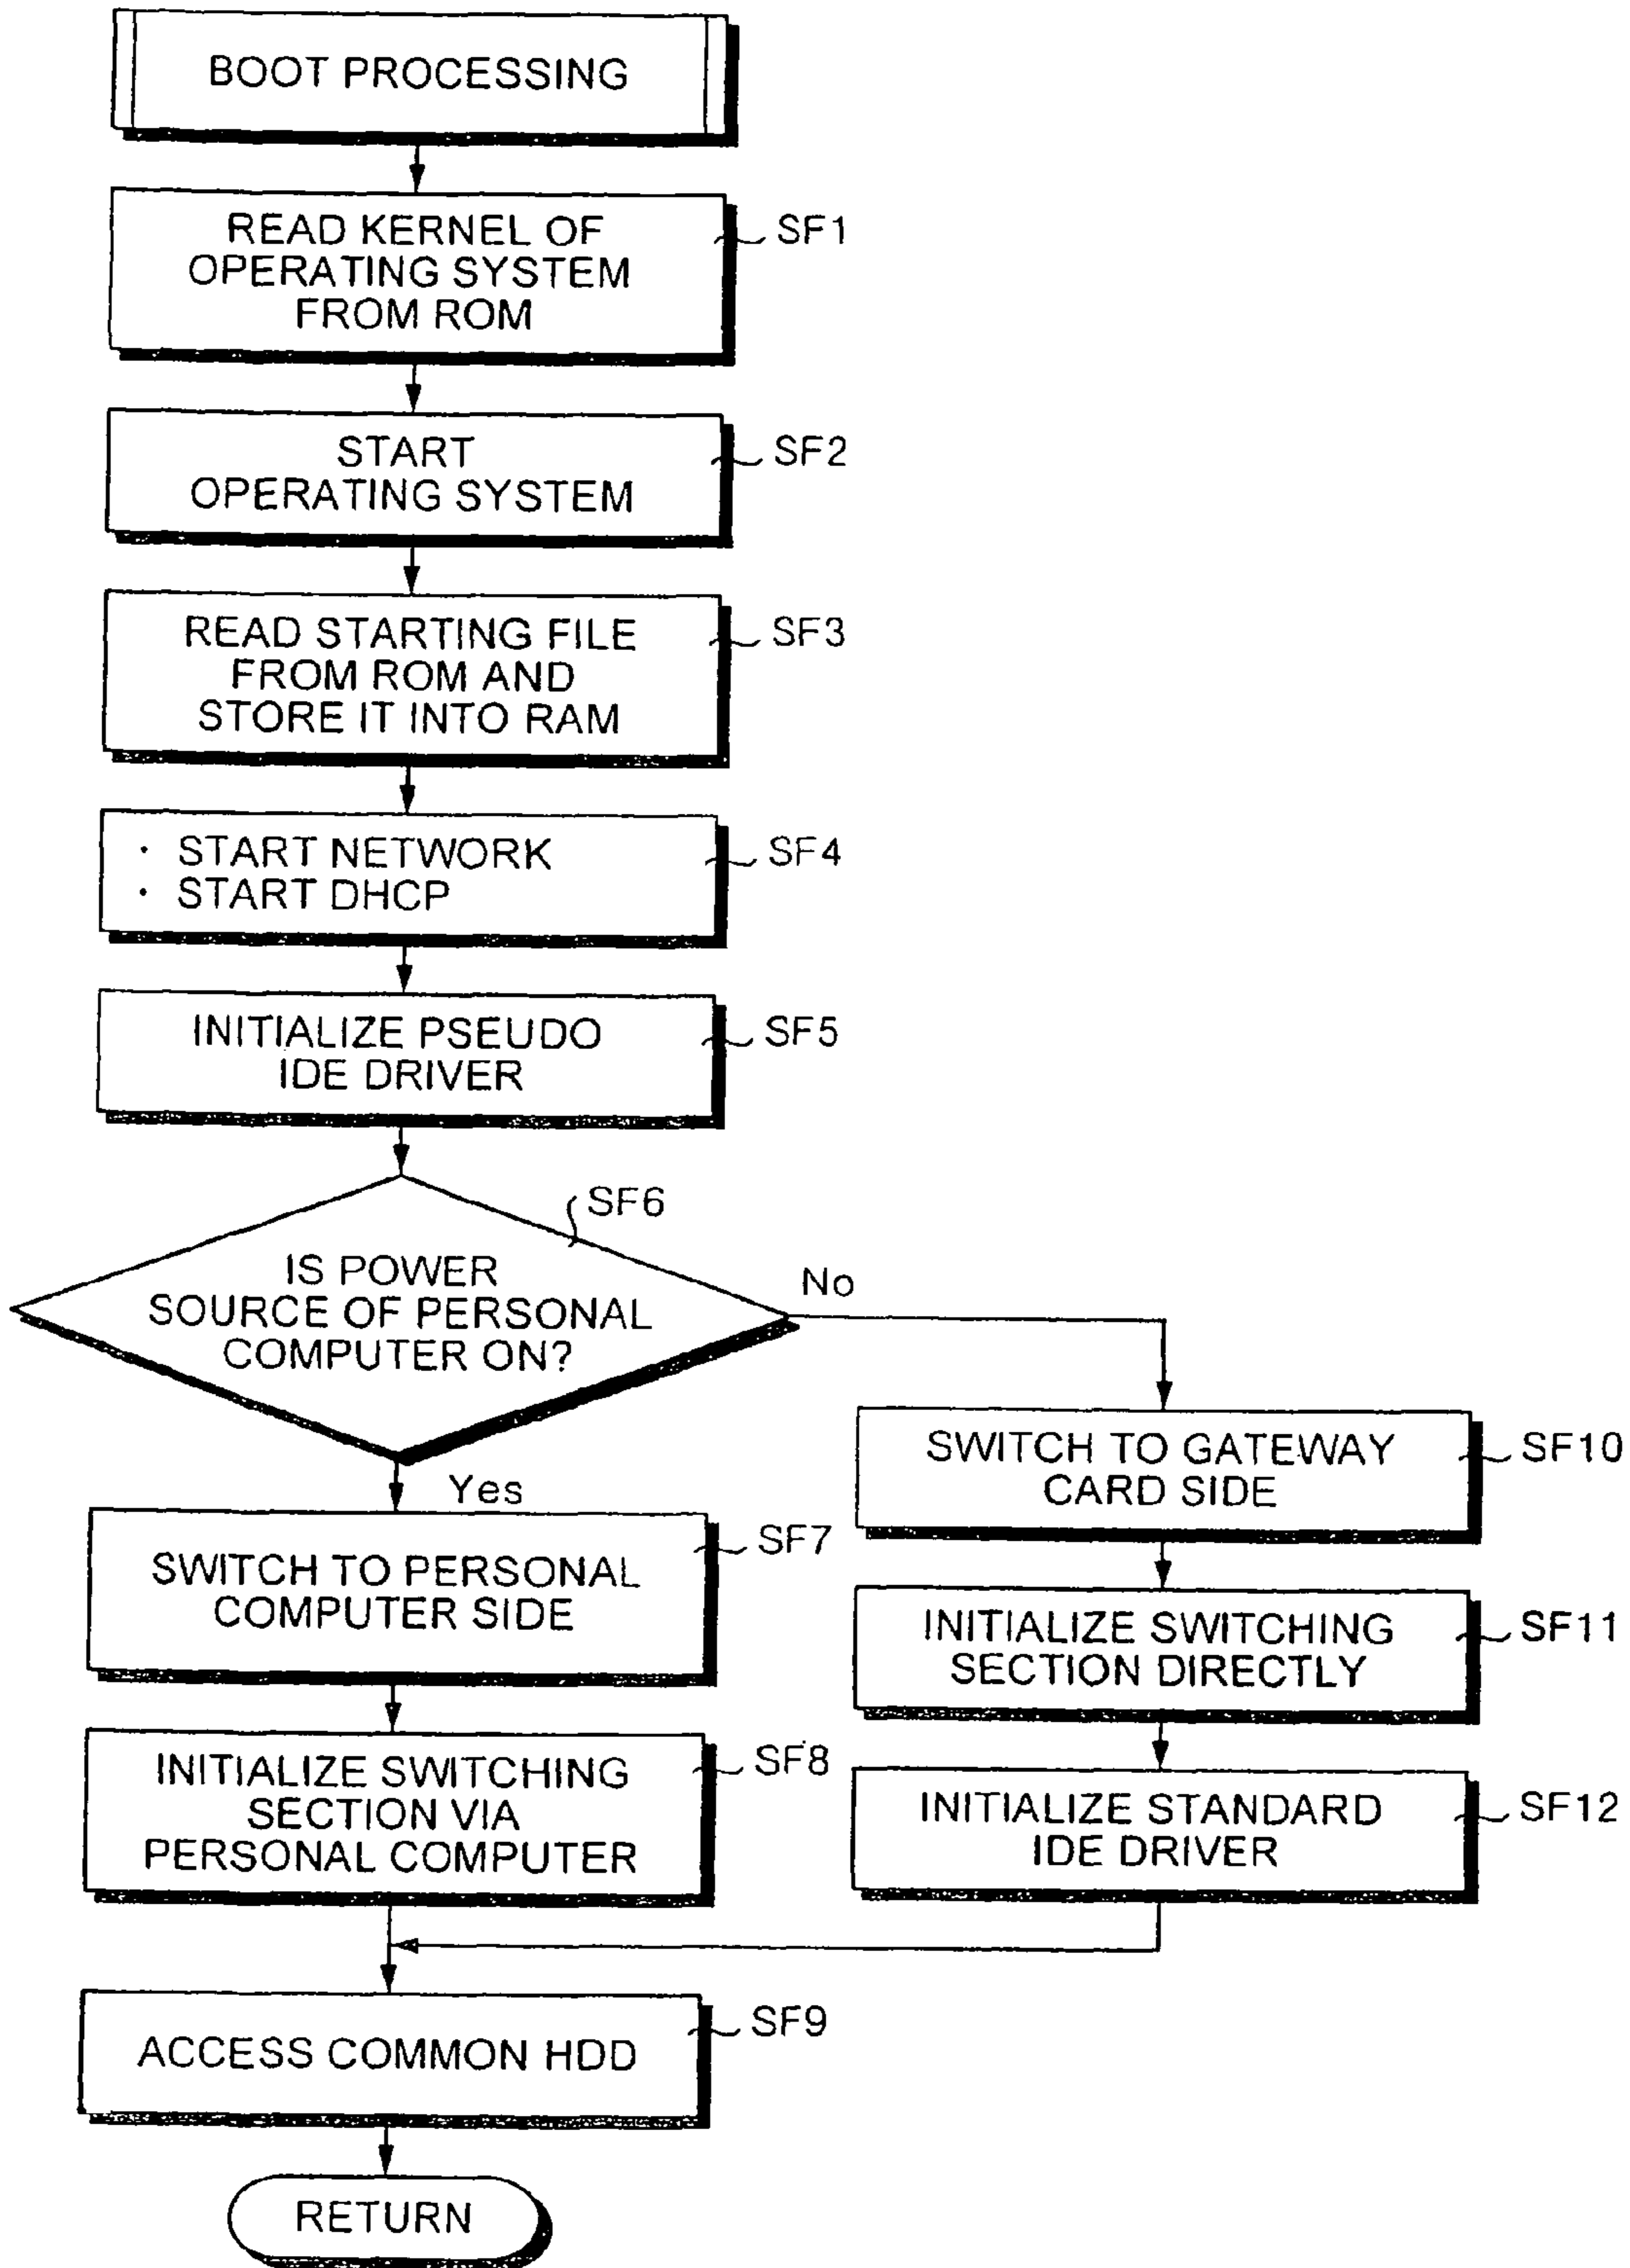 BOOT PROCESSING
READ KERNEL OF
OPERATING SYSTEM
FROM ROM
SF1
START
OPERATING SYSTEM
SF2
READ STARTING FILE
FROM ROM AND
STORE IT INTO RAM
SF3
· START NETWORK
· START DHCP
SF4
INITIALIZE PSEUDO
IDE DRIVER
SF5
SF6
IS POWER
SOURCE OF PERSONAL
COMPUTER ON?
No
Yes
SWITCH TO PERSONAL
COMPUTER SIDE
SF7
INITIALIZE SWITCHING
SECTION VIA
PERSONAL COMPUTER
SF8
SWITCH TO GATEWAY
CARD SIDE
SF10
INITIALIZE SWITCHING
SECTION DIRECTLY
SF11
INITIALIZE STANDARD
IDE DRIVER
SF12
ACCESS COMMON HDD
SF9
RETURN